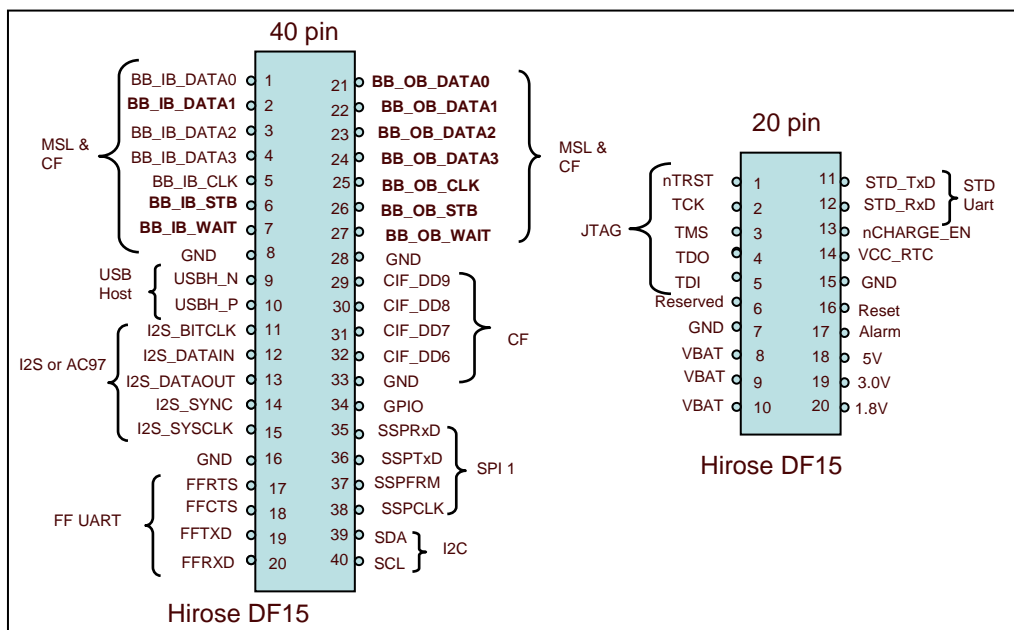 40 pin
BB_IB_DATA0 1
BB_IB_DATA1 2
BB_IB_DATA2 3
BB_IB_DATA3 4
BB_IB_CLK 5
BB_IB_STB 6
BB_IB_WAIT 7
MSL &
CF
GND 8
USBH_N 9
USBH_P 10
USB
Host
I2S_BITCLK 11
I2S_DATAIN 12
I2S_DATAOUT 13
I2S_SYNC 14
I2S_SYSCLK 15
I2S or AC97
GND 16
FFRTS 17
FFCTS 18
FFTXD 19
FFRXD 20
FF UART
21 BB_OB_DATA0
22 BB_OB_DATA1
23 BB_OB_DATA2
24 BB_OB_DATA3
25 BB_OB_CLK
26 BB_OB_STB
27 BB_OB_WAIT
MSL &
CF
28 GND
29 CIF_DD9
30 CIF_DD8
31 CIF_DD7
32 CIF_DD6
33 GND
CF
34 GPIO
35 SSPRxD
36 SSPTxD
37 SSPFRM
38 SSPCLK
SPI 1
39 SDA
40 SCL
I2C
Hirose DF15
20 pin
nTRST 1
TCK 2
TMS 3
TDO 4
TDI 5
JTAG
Reserved 6
GND 7
VBAT 8
VBAT 9
VBAT 10
11 STD_TxD
12 STD_RxD
STD
Uart
13 nCHARGE_EN
14 VCC_RTC
15 GND
16 Reset
17 Alarm
18 5V
19 3.0V
20 1.8V
Hirose DF15